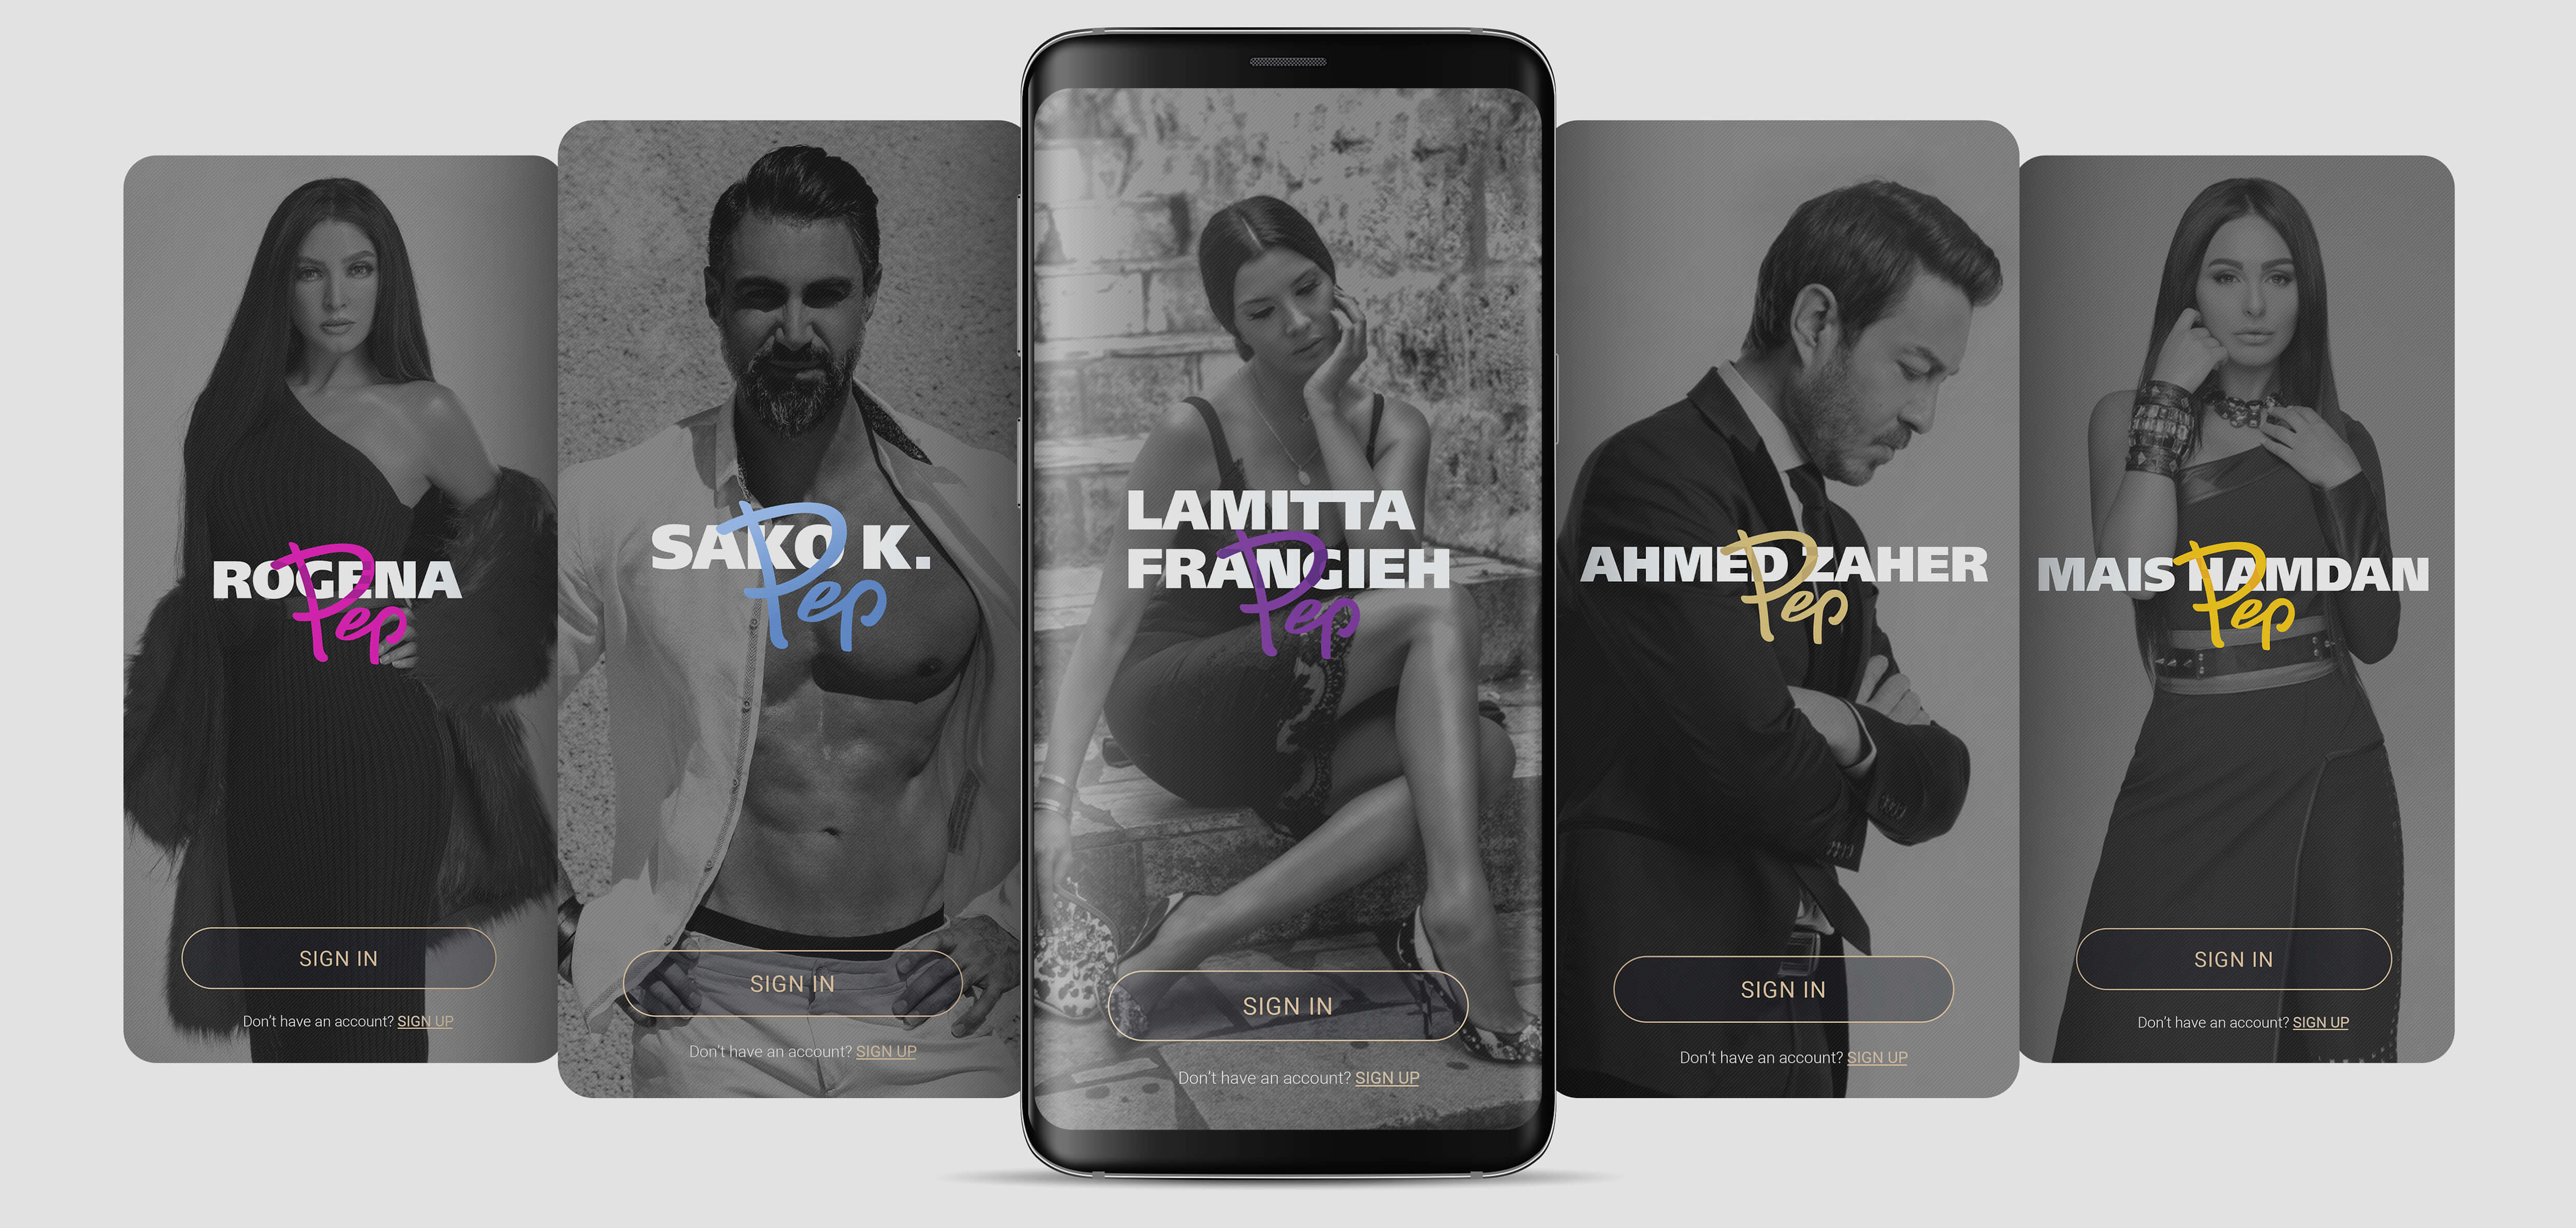 ROGENA
Pep
SIGN IN
Don't have an account? SIGN UP
SAKO K.
Pep
SIGN IN
Don't have an account? SIGN UP
LAMITTA
FRANGIEH
Pep
SIGN IN
Don't have an account? SIGN UP
AHMED ZAHER
Pep
SIGN IN
Don't have an account? SIGN UP
MAIS HAMDAN
Pep
SIGN IN
Don't have an account? SIGN UP